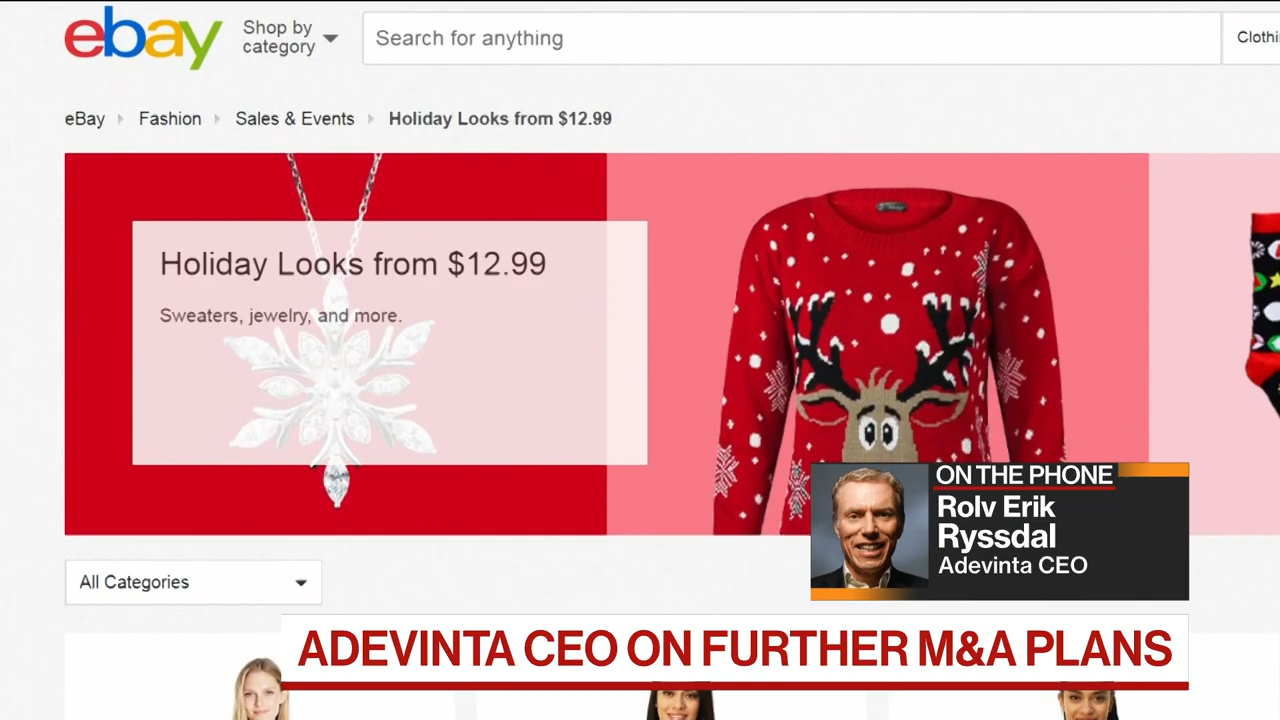 ebay
Shop by
category
Search for anything
Clothi
eBay
Fashion
Sales & Events
Holiday Looks from $12.99
Holiday Looks from $12.99
Sweaters, jewelry, and more.
ON THE PHONE
Rolv Erik
Ryssdal
Adevinta CEO
All Categories
ADEVINTA CEO ON FURTHER M&A PLANS